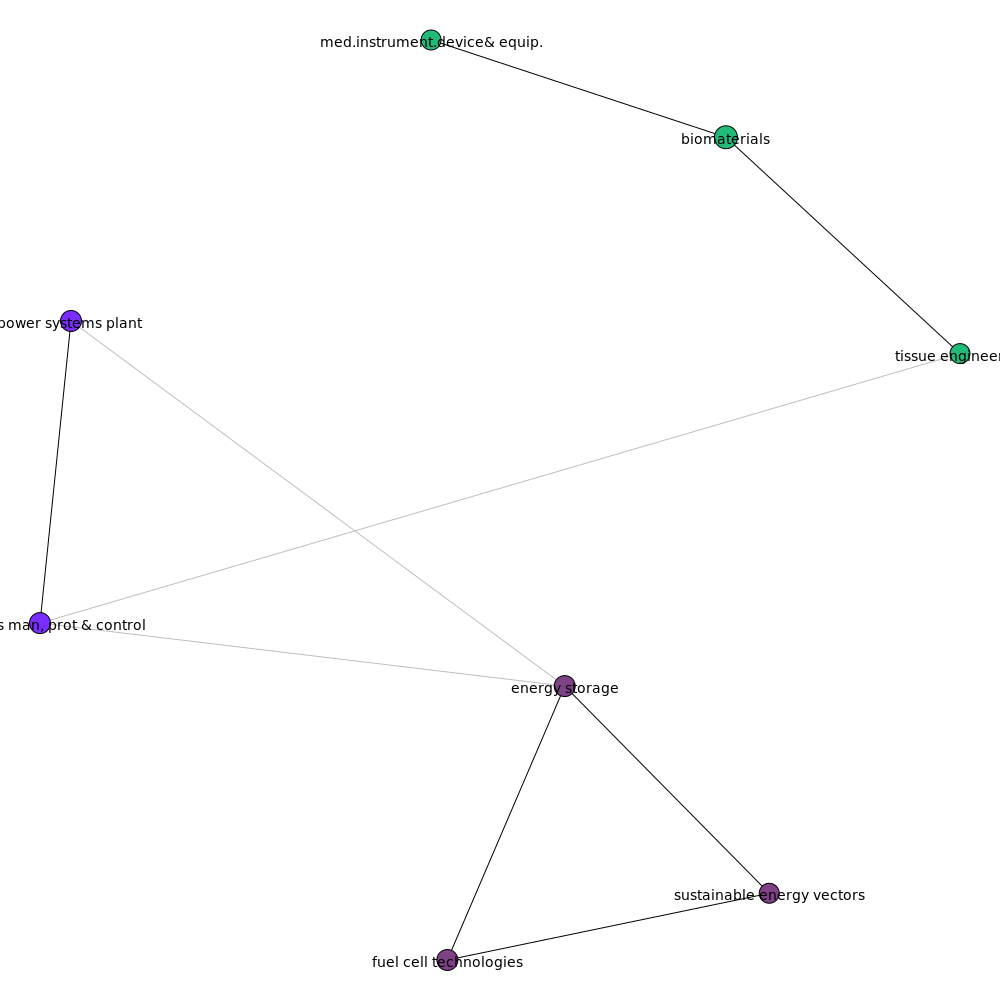 med.instrument.device& equip.
biomaterials
power systems plant
tissue engineer
s man, prot & control
energy storage
sustainable energy vectors
fuel cell technologies